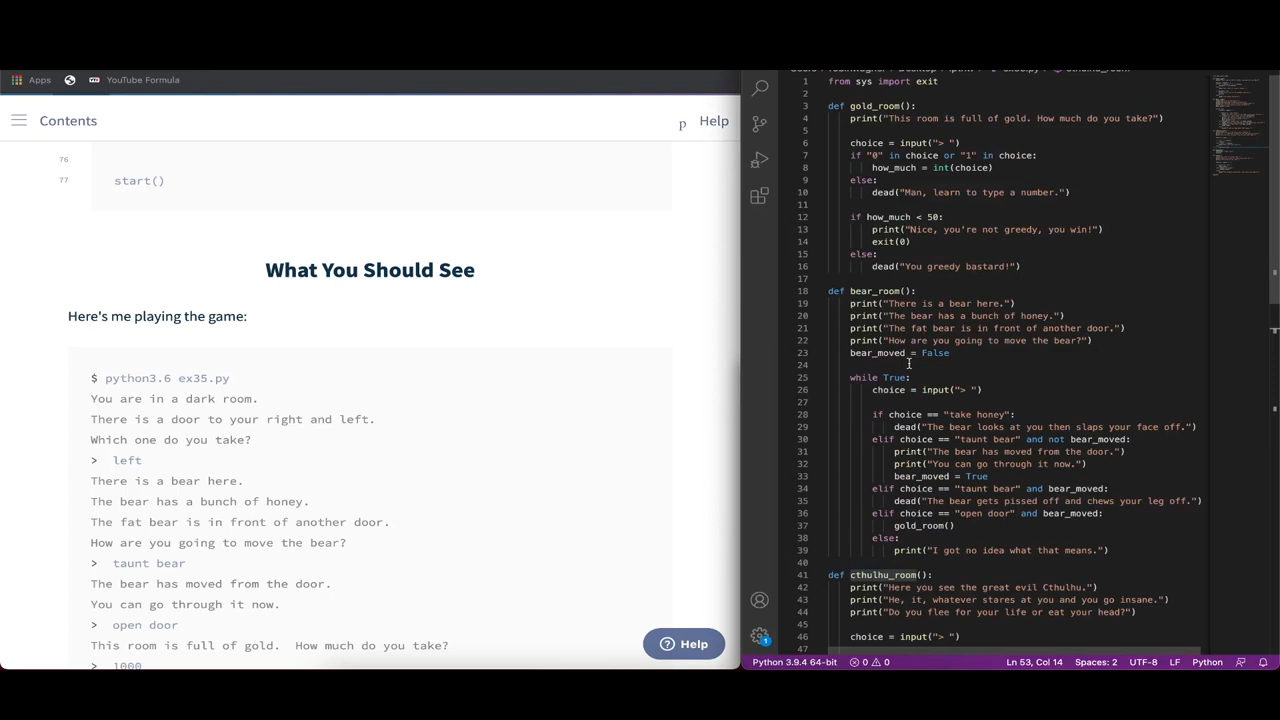 Apps YouTube Formula
Contents
p Help
76
77 start()
What You Should See
Here's me playing the game:
$ python3.6 ex35.py
You are in a dark room.
There is a door to your right and left.
Which one do you take?
> left
There is a bear here.
The bear has a bunch of honey.
The fat bear is in front of another door.
How are you going to move the bear?
> taunt bear
The bear has moved from the door.
You can go through it now.
> open door
This room is full of gold. How much do you take?
> 1000
Help
1 from sys import exit
2
3 def gold_room():
4 print("This room is full of gold. How much do you take?")
5
6 choice = input("> ")
7 if "0" in choice or "1" in choice:
8 how_much = int(choice)
9 else:
10 dead("Man, learn to type a number.")
11
12 if how_much < 50:
13 print("Nice, you're not greedy, you win!")
14 exit(0)
15 else:
16 dead("You greedy bastard!")
17
18 def bear_room():
19 print("There is a bear here.")
20 print("The bear has a bunch of honey.")
21 print("The fat bear is in front of another door.")
22 print("How are you going to move the bear?")
23 bear_moved = False
24
25 while True:
26 choice = input("> ")
27
28 if choice == "take honey":
29 dead("The bear looks at you then slaps your face off.")
30 elif choice == "taunt bear" and not bear_moved:
31 print("The bear has moved from the door.")
32 print("You can go through it now.")
33 bear_moved = True
34 elif choice == "taunt bear" and bear_moved:
35 dead("The bear gets pissed off and chews your leg off.")
36 elif choice == "open door" and bear_moved:
37 gold_room()
38 else:
39 print("I got no idea what that means.")
40
41 def cthulhu_room():
42 print("Here you see the great evil Cthulhu.")
43 print("He, it, whatever stares at you and you go insane.")
44 print("Do you flee for your life or eat your head?")
45
46 choice = input("> ")
47
1
Python 3.9.4 64-bit 0 0 Ln 53, Col 14 Spaces: 2 UTF-8 LF Python